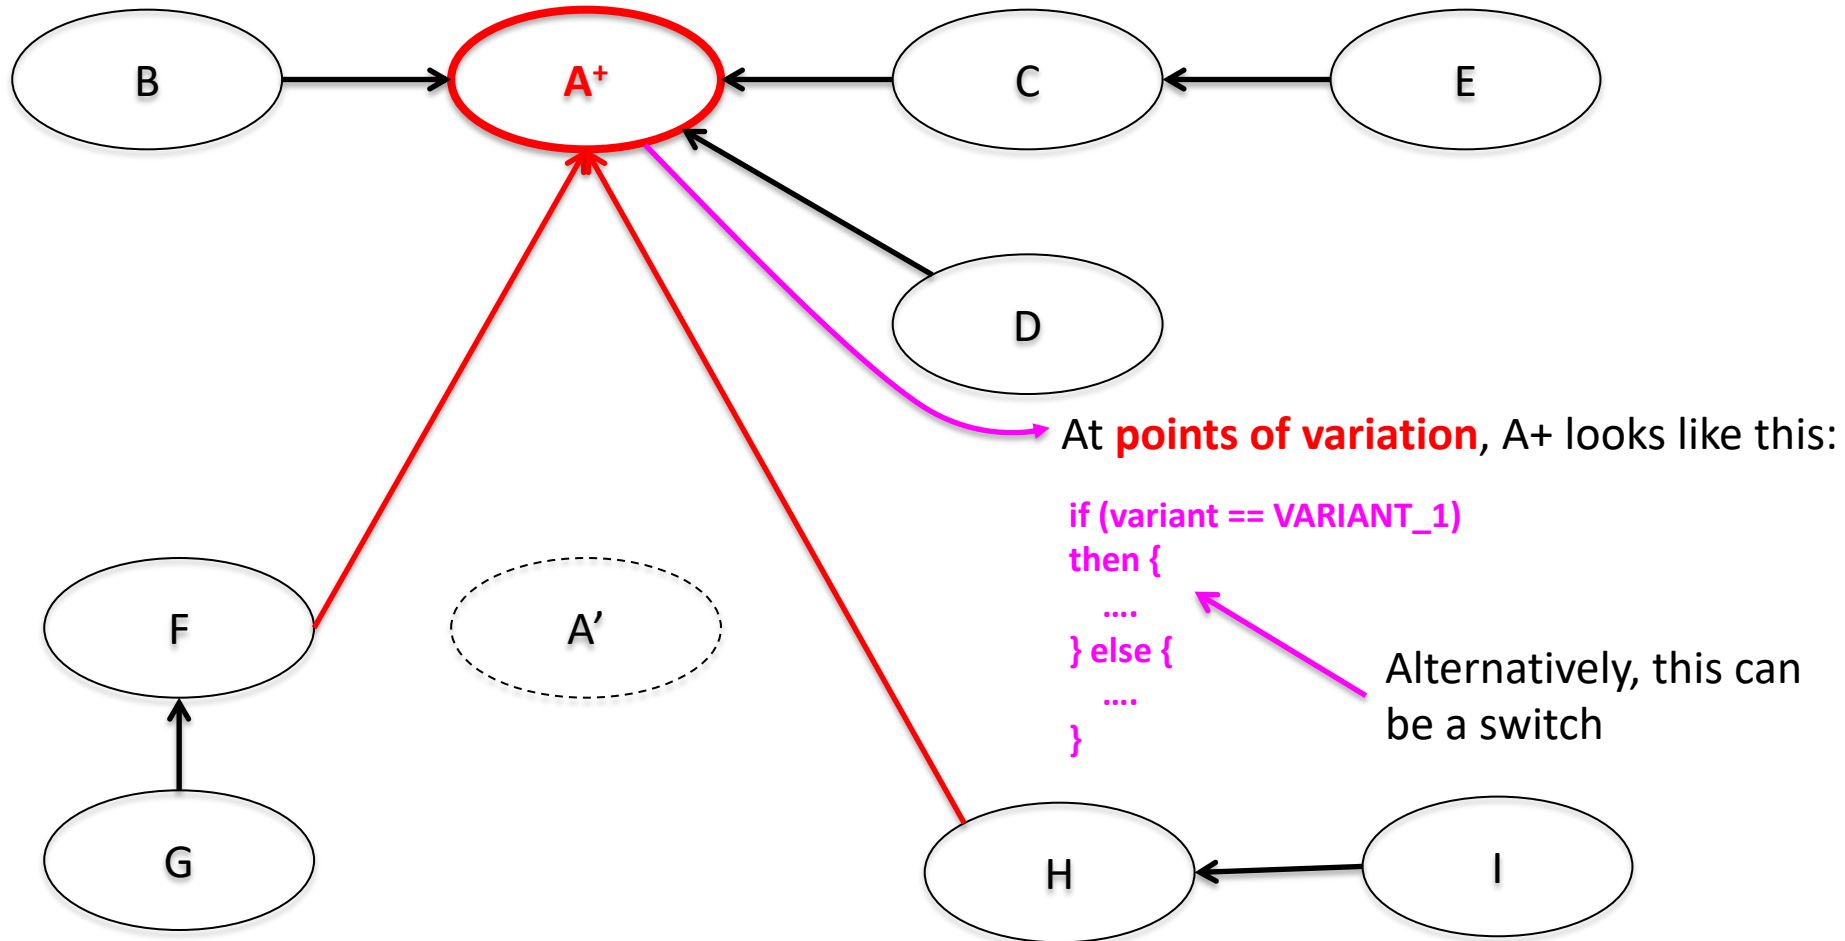 B
A+
C
E
D
At points of variation, A+ looks like this:
if (variant == VARIANT_1)
then {
....
} else {
....
}
Alternatively, this can
be a switch
F
A’
G
H
I